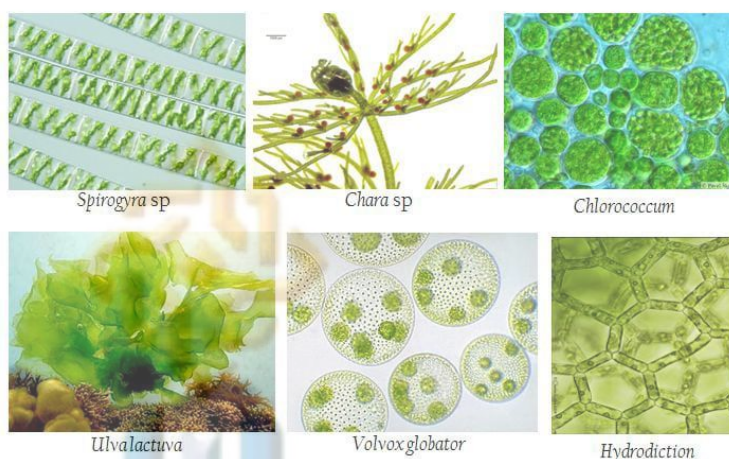 Spirogyra sp
Chara sp
Chlorococcum
Ulva lactuva
Volvox globator
Hydrodiction